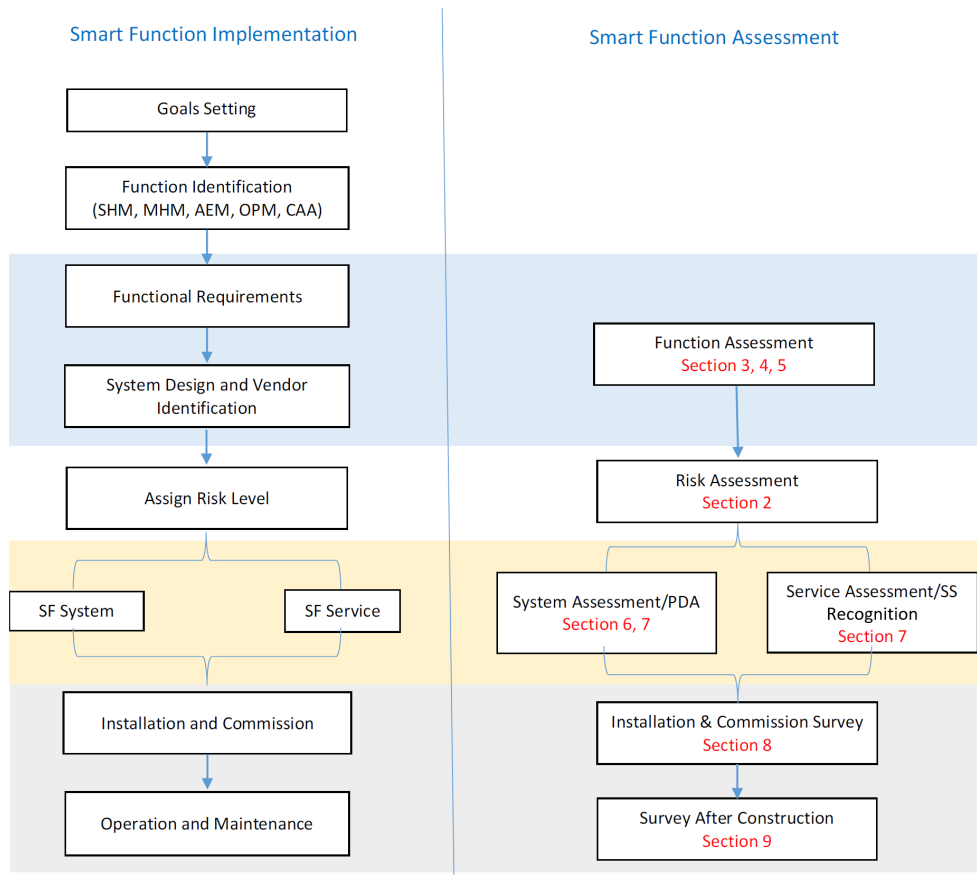 Smart Function Implementation
Goals Setting
Function Identification
(SHM, MHM, AEM, OPM, CAA)
Functional Requirements
System Design and Vendor
Identification
Assign Risk Level
SF System
SF Service
Installation and Commission
Operation and Maintenance
Smart Function Assessment
Function Assessment
Section 3, 4, 5
Risk Assessment
Section 2
System Assessment/PDA
Section 6, 7
Service Assessment/SS
Recognition
Section 7
Installation & Commission Survey
Section 8
Survey After Construction
Section 9